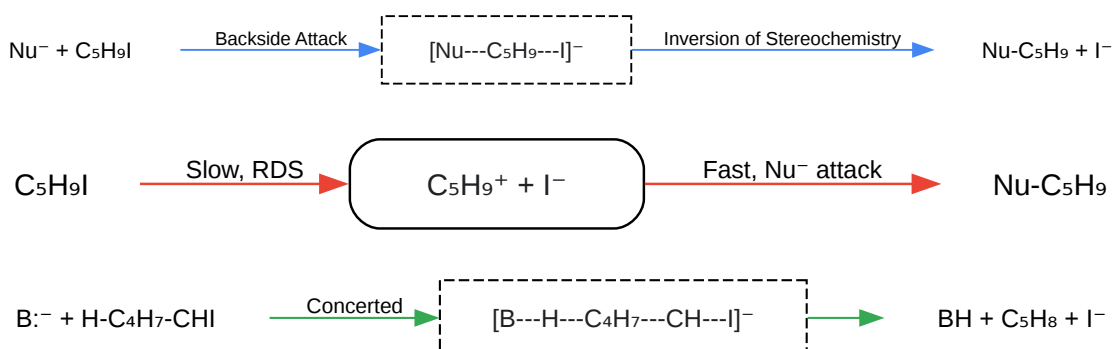 Nu⁻ + C₅H₉I Backside Attack [Nu---C₅H₉---I]⁻ Inversion of Stereochemistry Nu-C₅H₉ + I⁻
C₅H₉I Slow, RDS C₅H₉⁺ + I⁻ Fast, Nu⁻ attack Nu-C₅H₉
B:⁻ + H-C₄H₇-CHI Concerted [B---H---C₄H₇---CH---I]⁻ BH + C₅H₈ + I⁻